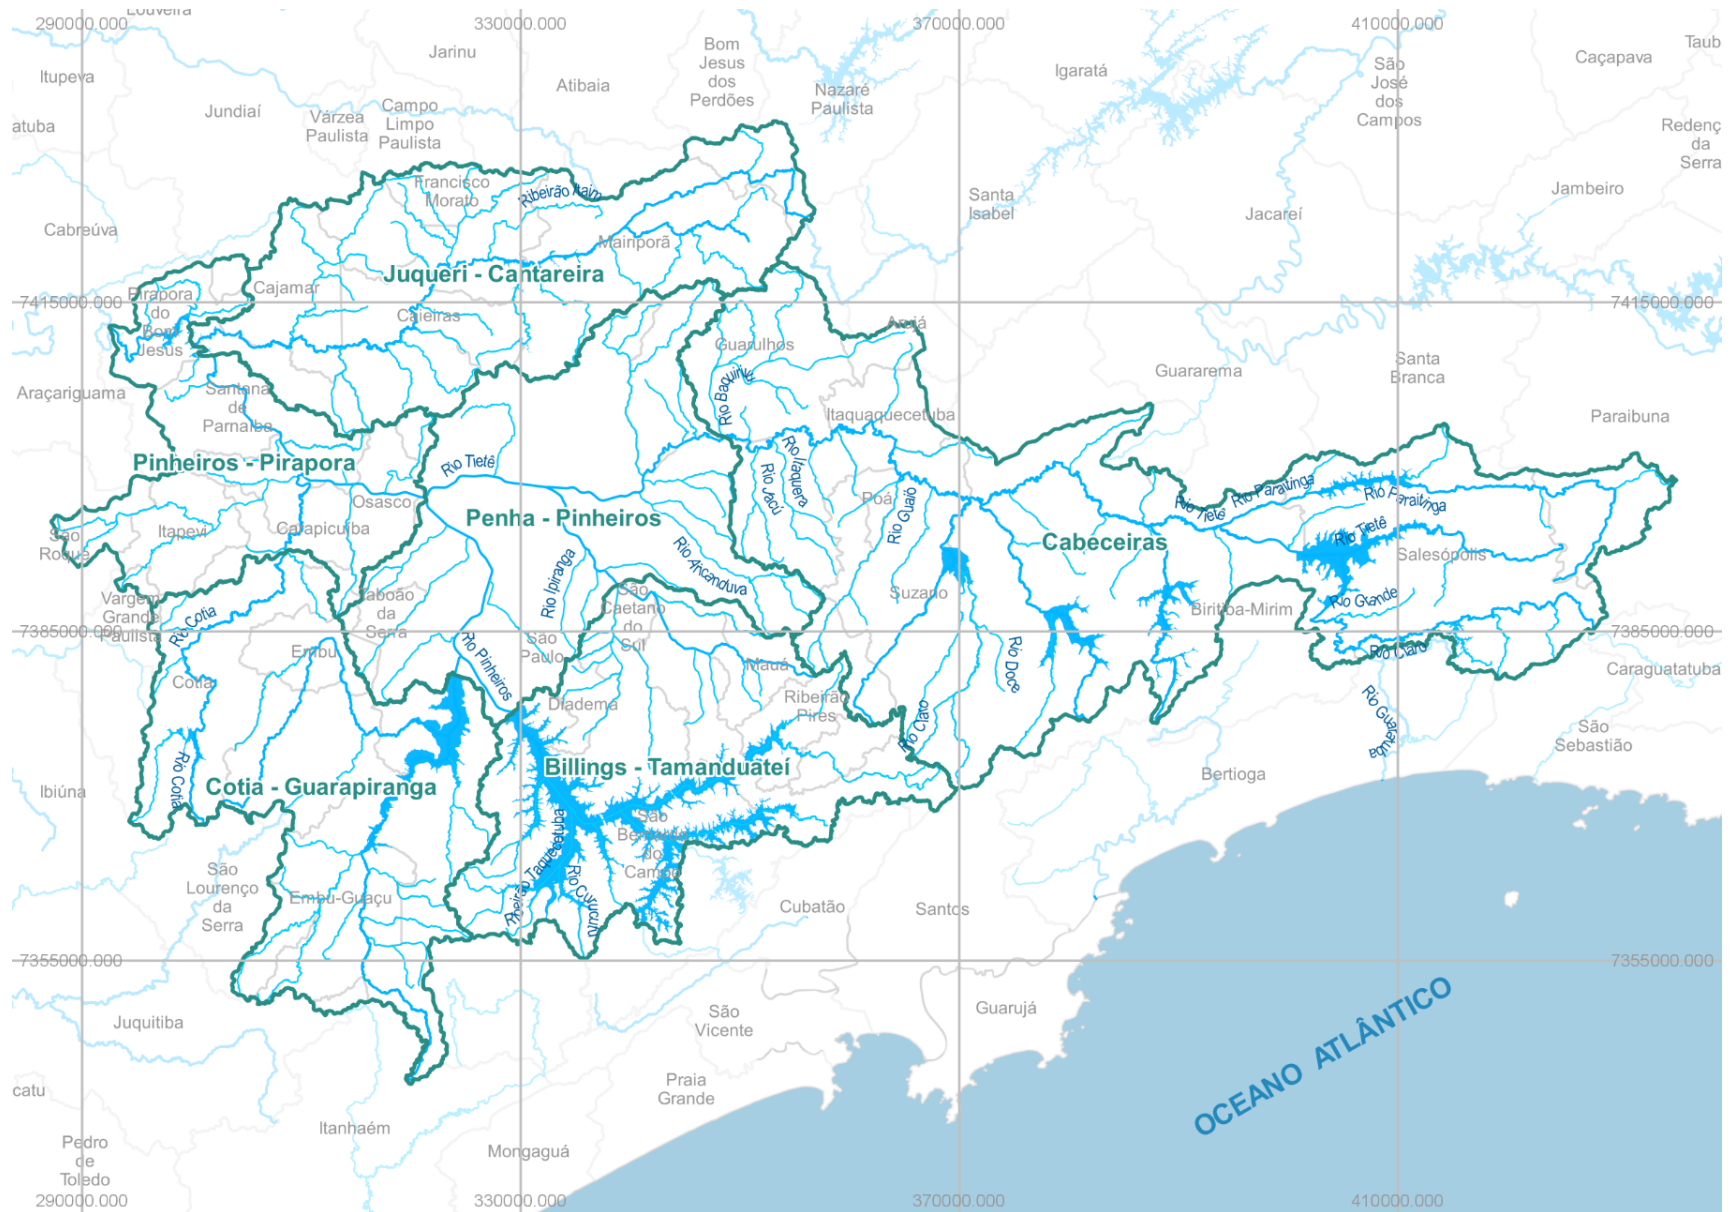 Louveira
290000.000
330000.000
370000.000
410000.000
Jarinu
Bom
Jesus
dos
Perdões
Taub
Itupeva
Atibaia
Igaratá
São
José
dos
Campos
Caçapava
Jundiaí
Várzea
Paulista
Campo
Limpo
Paulista
Nazaré
Paulista
atuba
Redenç
da
Serra
Francisco
Morato
Ribeirão Itaim
Santa
Isabel
Jambeiro
Cabreúva
Mairiporã
Jacareí
Juqueri - Cantareira
Cajamar
Pirapora
do
Bom
Jesus
7415000.000
7415000.000
Caieiras
Arujá
Guarulhos
Santa
Branca
Guararema
Araçariguama
Santana
de
Parnaíba
Rio Baquirivu
Itaquaquecetuba
Paraibuna
Pinheiros - Pirapora
Rio Tietê
Rio Itaquera
Rio Jacú
Poá
Rio Guaió
Rio Tietê
Rio Paraitinga
Rio Paraitinga
Osasco
Penha - Pinheiros
Carapicuíba
Itapevi
São
Roque
Cabeceiras
Rio Tietê
Salesópolis
Rio Ipiranga
Rio Aricanduva
Vargem
Grande
Paulista
Taboão
da
Serra
São
Caetano
do
Sul
Suzano
Biritiba-Mirim
Rio Grande
Rio Cotia
7385000.000
7385000.000
Embu
Rio Pinheiros
São
Paulo
Mauá
Rio Doce
Rio Claro
Caraguatatuba
Cotia
Diadema
Ribeirão
Pires
Rio Claro
Rio Guaratuba
São
Sebastião
Rio Cotia
Cotia - Guarapiranga
Billings - Tamanduateí
Bertioga
Ibiúna
São
Bernardo
do
Campo
Ribeirão Taquecetuba
Rio Curucutu
São
Lourenço
da
Serra
Embu-Guaçu
Cubatão
Santos
7355000.000
7355000.000
Juquitiba
São
Vicente
Guarujá
OCEANO ATLÂNTICO
Praia
Grande
catu
Itanhaém
Mongaguá
Pedro
de
Toledo
290000.000
330000.000
370000.000
410000.000